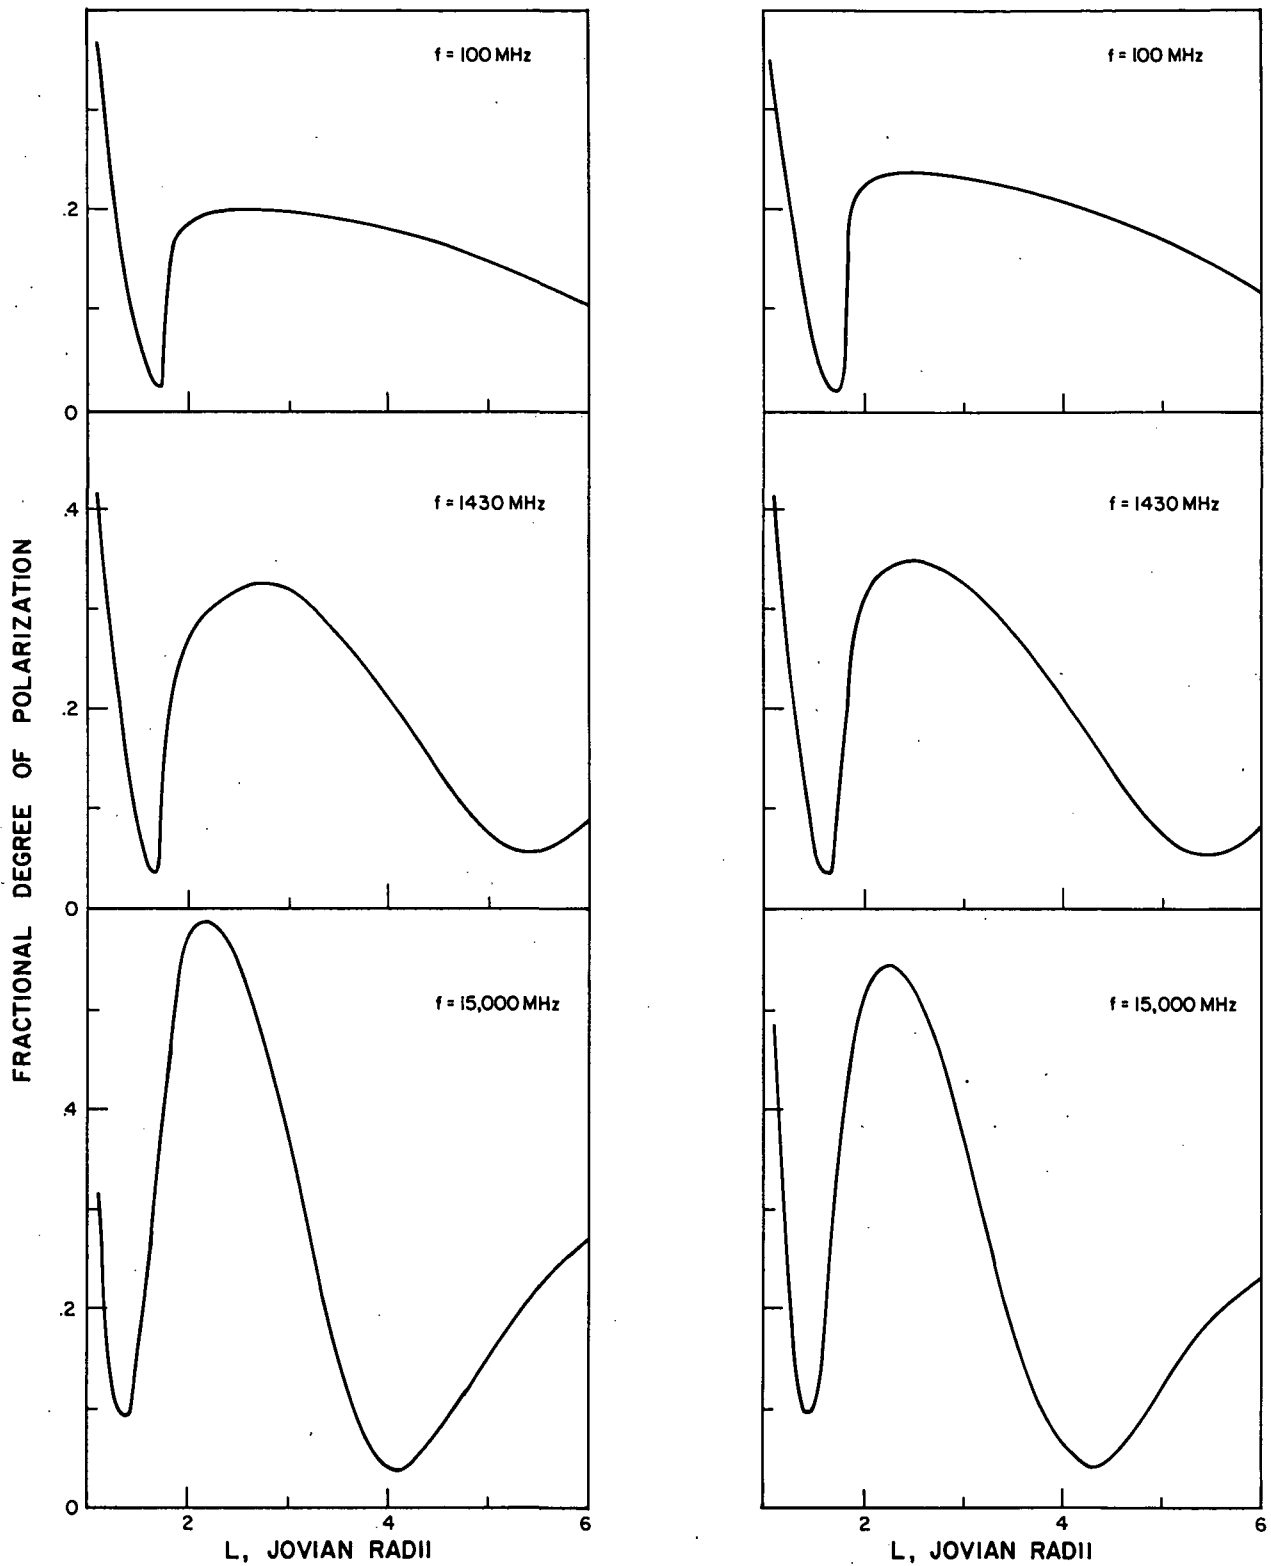 f = 100 MHz
f = 100 MHz
.2
0
.4
f = 1430 MHz
f = 1430 MHz
.2
0
FRACTIONAL DEGREE OF POLARIZATION
f = 15,000 MHz
f = 15,000 MHz
.4
.2
0
2 4 6
2 4 6
L, JOVIAN RADII
L, JOVIAN RADII